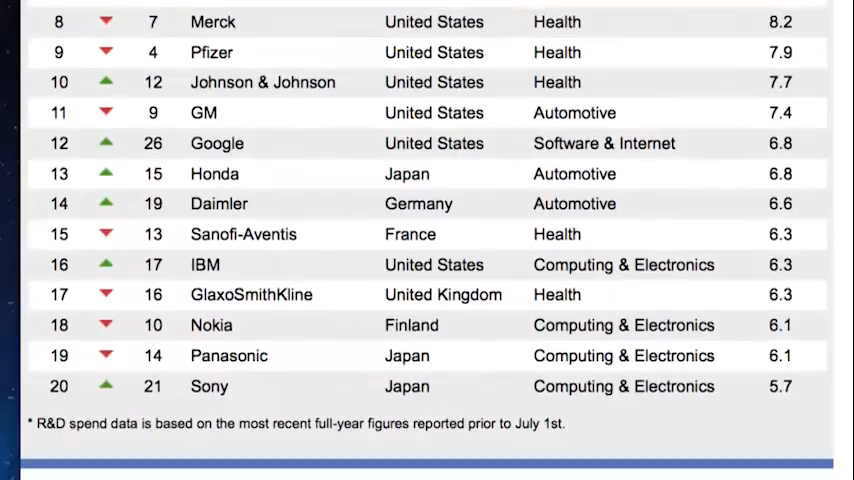 8 7 Merck United States Health 8.2
9 4 Pfizer United States Health 7.9
10 12 Johnson & Johnson United States Health 7.7
11 9 GM United States Automotive 7.4
12 26 Google United States Software & Internet 6.8
13 15 Honda Japan Automotive 6.8
14 19 Daimler Germany Automotive 6.6
15 13 Sanofi-Aventis France Health 6.3
16 17 IBM United States Computing & Electronics 6.3
17 16 GlaxoSmithKline United Kingdom Health 6.3
18 10 Nokia Finland Computing & Electronics 6.1
19 14 Panasonic Japan Computing & Electronics 6.1
20 21 Sony Japan Computing & Electronics 5.7
* R&D spend data is based on the most recent full-year figures reported prior to July 1st.